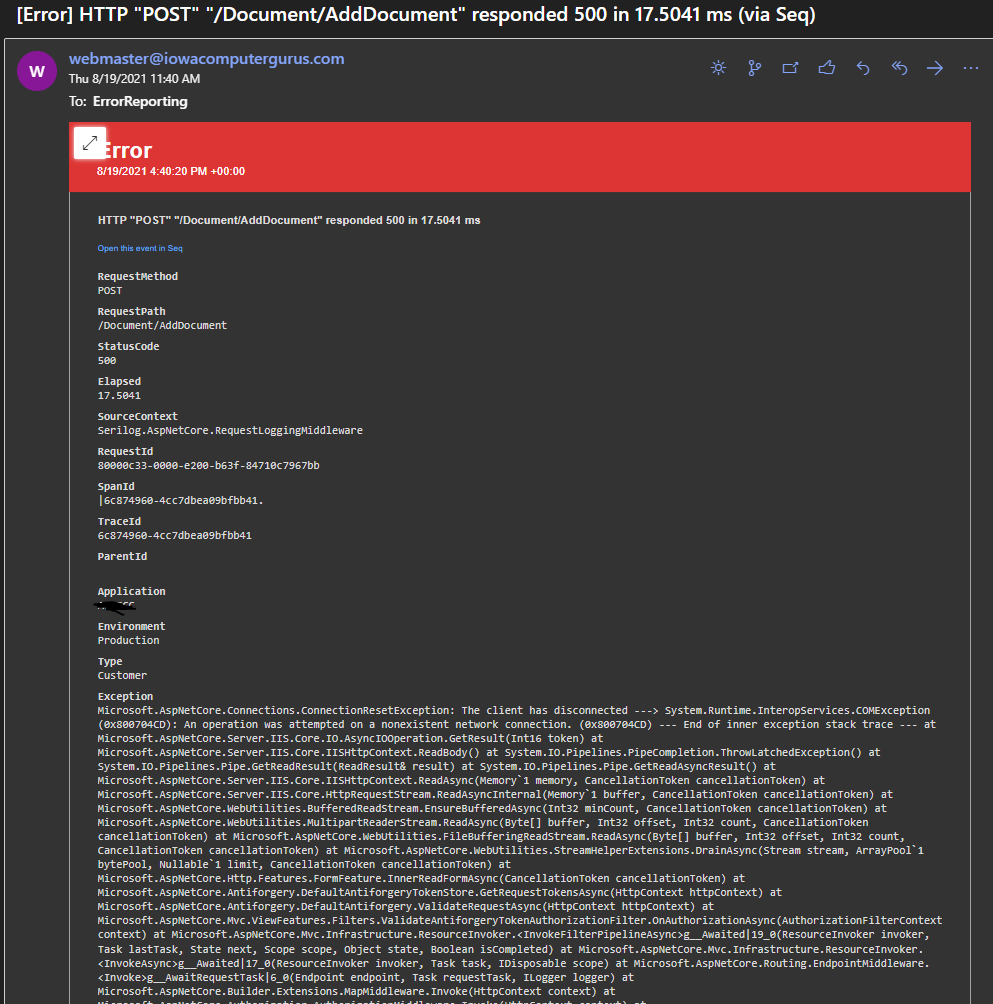 [Error] HTTP "POST" "/Document/AddDocument" responded 500 in 17.5041 ms (via Seq)
W
webmaster@iowacomputergurus.com
Thu 8/19/2021 11:40 AM
To: ErrorReporting
Error
8/19/2021 4:40:20 PM +00:00
HTTP "POST" "/Document/AddDocument" responded 500 in 17.5041 ms
Open this event in Seq
RequestMethod
POST
RequestPath
/Document/AddDocument
StatusCode
500
Elapsed
17.5041
SourceContext
Serilog.AspNetCore.RequestLoggingMiddleware
RequestId
80000c33-0000-e200-b63f-84710c7967bb
SpanId
|6c874960-4cc7dbea09bfbb41.
TraceId
6c874960-4cc7dbea09bfbb41
ParentId
Application
Environment
Production
Type
Customer
Exception
Microsoft.AspNetCore.Connections.ConnectionResetException: The client has disconnected ---> System.Runtime.InteropServices.COMException
(0x800704CD): An operation was attempted on a nonexistent network connection. (0x800704CD) --- End of inner exception stack trace --- at
Microsoft.AspNetCore.Server.IIS.Core.IO.AsyncIOOperation.GetResult(Int16 token) at
Microsoft.AspNetCore.Server.IIS.Core.IISHttpContext.ReadBody() at System.IO.Pipelines.PipeCompletion.ThrowLatchedException() at
System.IO.Pipelines.Pipe.GetReadResult(ReadResult& result) at System.IO.Pipelines.Pipe.GetReadAsyncResult() at
Microsoft.AspNetCore.Server.IIS.Core.IISHttpContext.ReadAsync(Memory`1 memory, CancellationToken cancellationToken) at
Microsoft.AspNetCore.Server.IIS.Core.HttpRequestStream.ReadAsyncInternal(Memory`1 buffer, CancellationToken cancellationToken) at
Microsoft.AspNetCore.WebUtilities.BufferedReadStream.EnsureBufferedAsync(Int32 minCount, CancellationToken cancellationToken) at
Microsoft.AspNetCore.WebUtilities.MultipartReaderStream.ReadAsync(Byte[] buffer, Int32 offset, Int32 count, CancellationToken
cancellationToken) at Microsoft.AspNetCore.WebUtilities.FileBufferingReadStream.ReadAsync(Byte[] buffer, Int32 offset, Int32 count,
CancellationToken cancellationToken) at Microsoft.AspNetCore.WebUtilities.StreamHelperExtensions.DrainAsync(Stream stream, ArrayPool`1
bytePool, Nullable`1 limit, CancellationToken cancellationToken) at
Microsoft.AspNetCore.Http.Features.FormFeature.InnerReadFormAsync(CancellationToken cancellationToken) at
Microsoft.AspNetCore.Antiforgery.DefaultAntiforgeryTokenStore.GetRequestTokensAsync(HttpContext httpContext) at
Microsoft.AspNetCore.Antiforgery.DefaultAntiforgery.ValidateRequestAsync(HttpContext httpContext) at
Microsoft.AspNetCore.Mvc.ViewFeatures.Filters.ValidateAntiforgeryTokenAuthorizationFilter.OnAuthorizationAsync(AuthorizationFilterContext
context) at Microsoft.AspNetCore.Mvc.Infrastructure.ResourceInvoker.<InvokeFilterPipelineAsync>g__Awaited|19_0(ResourceInvoker invoker,
Task lastTask, State next, Scope scope, Object state, Boolean isCompleted) at Microsoft.AspNetCore.Mvc.Infrastructure.ResourceInvoker.
<InvokeAsync>g__Awaited|17_0(ResourceInvoker invoker, Task task, IDisposable scope) at Microsoft.AspNetCore.Routing.EndpointMiddleware.
<Invoke>g__AwaitRequestTask|6_0(Endpoint endpoint, Task requestTask, ILogger logger) at
Microsoft.AspNetCore.Builder.Extensions.MapMiddleware.Invoke(HttpContext context) at
Microsoft.AspNetCore.Authorization.AuthorizationMiddleware.Invoke(HttpContext context) at